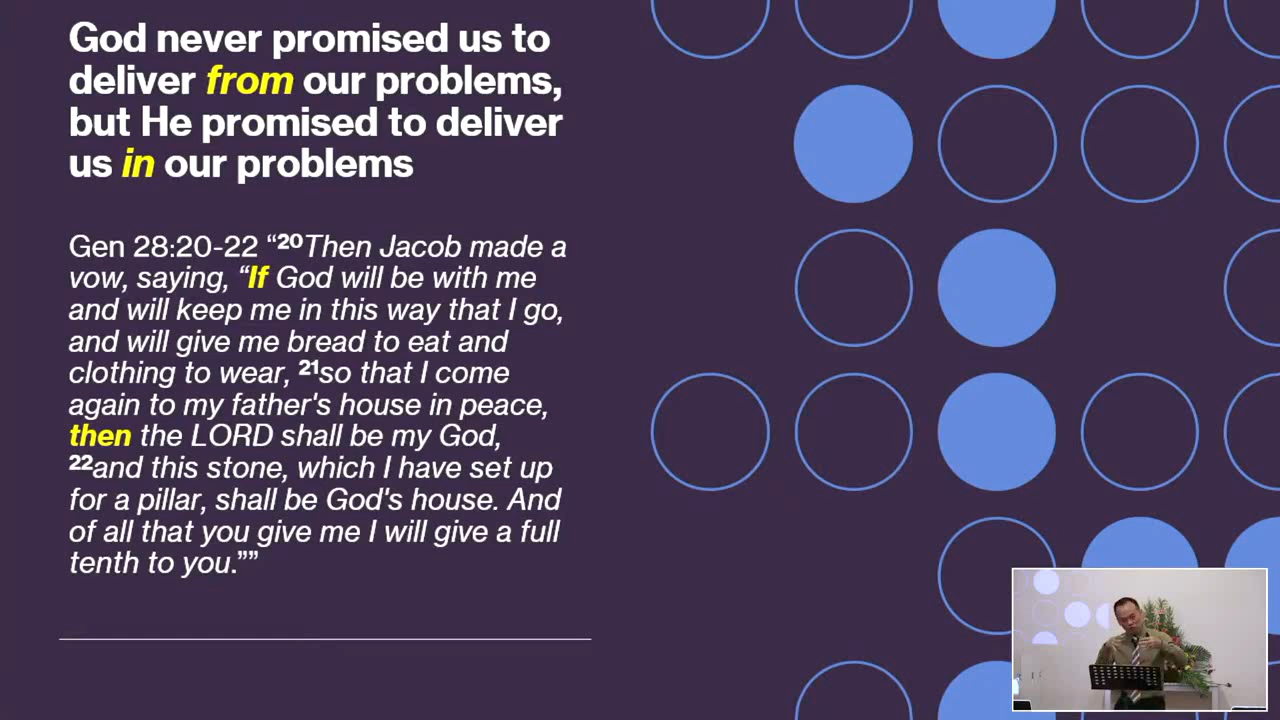 God never promised us to
deliver from our problems,
but He promised to deliver
us in our problems
Gen 28:20-22 “20Then Jacob made a
vow, saying, “If God will be with me
and will keep me in this way that I go,
and will give me bread to eat and
clothing to wear, 21so that I come
again to my father's house in peace,
then the LORD shall be my God,
22and this stone, which I have set up
for a pillar, shall be God's house. And
of all that you give me I will give a full
tenth to you.””